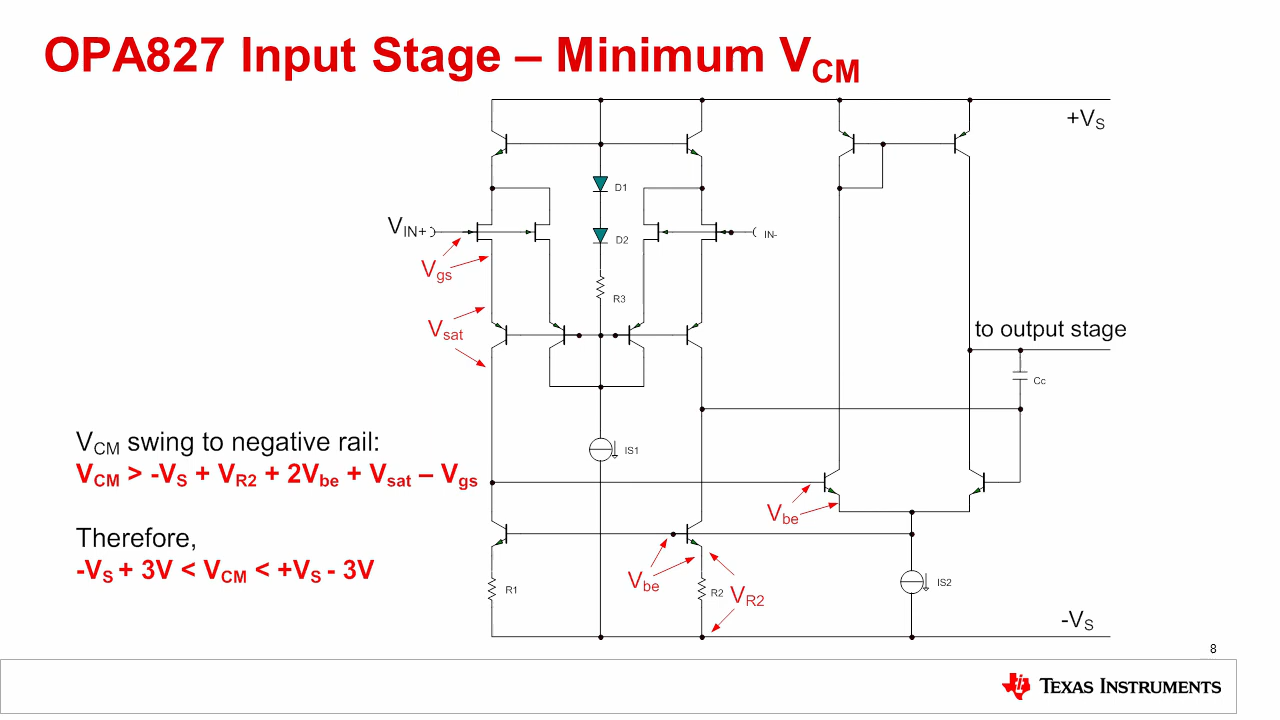 OPA827 Input Stage – Minimum VCM
+VS
D1
VIN+
D2
IN-
Vgs
R3
Vsat
to output stage
Cc
VCM swing to negative rail:
IS1
VCM > -VS + VR2 + 2Vbe + Vsat – Vgs
Vbe
Therefore,
-VS + 3V < VCM < +VS - 3V
Vbe
IS2
R1
R2
VR2
-VS
8
TEXAS INSTRUMENTS